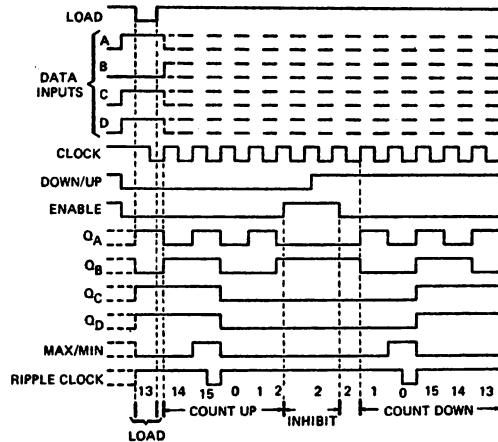 LOAD
A
B
DATA
INPUTS
C
D
CLOCK
DOWN/UP
ENABLE
QA
QB
QC
QD
MAX/MIN
RIPPLE CLOCK
13 14 15 0 1 2 2 2 1 0 15 14 13
COUNT UP INHIBIT COUNT DOWN
LOAD